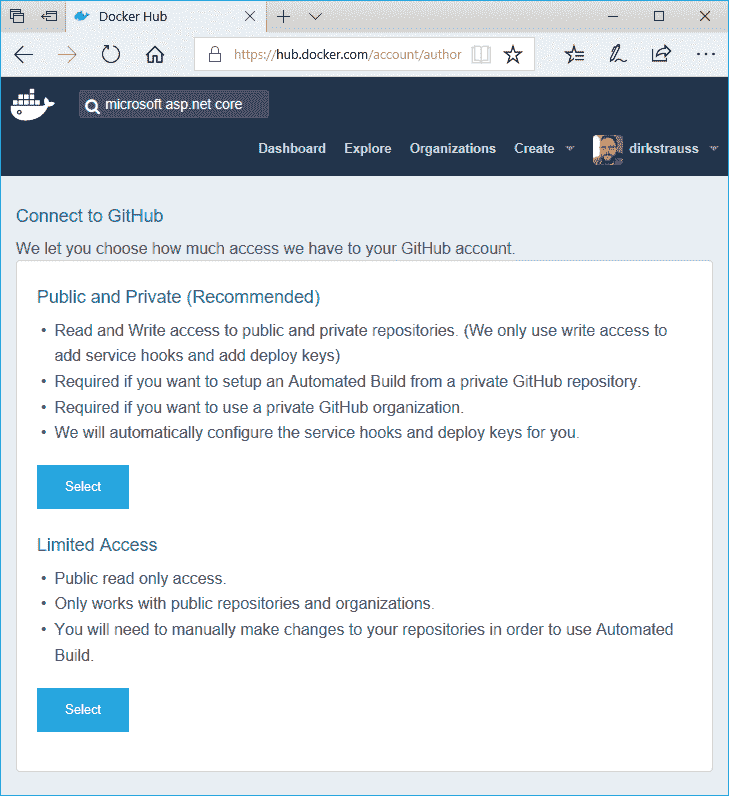 Docker Hub
https://hub.docker.com/account/author
microsoft asp.net core
Dashboard Explore Organizations Create dirkstrauss
Connect to GitHub
We let you choose how much access we have to your GitHub account.
Public and Private (Recommended)
• Read and Write access to public and private repositories. (We only use write access to
add service hooks and add deploy keys)
• Required if you want to setup an Automated Build from a private GitHub repository.
• Required if you want to use a private GitHub organization.
• We will automatically configure the service hooks and deploy keys for you.
Select
Limited Access
• Public read only access.
• Only works with public repositories and organizations.
• You will need to manually make changes to your repositories in order to use Automated
Build.
Select